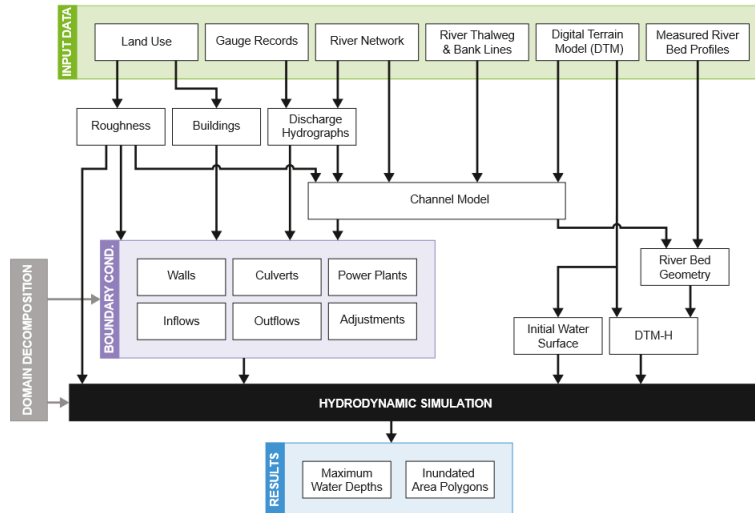 INPUT DATA
Land Use
Gauge Records
River Network
River Thalweg
& Bank Lines
Digital Terrain
Model (DTM)
Measured River
Bed Profiles
Roughness
Buildings
Discharge
Hydrographs
Channel Model
River Bed
Geometry
DOMAIN DECOMPOSITION
BOUNDARY COND.
Walls
Culverts
Power Plants
Inflows
Outflows
Adjustments
Initial Water
Surface
DTM-H
HYDRODYNAMIC SIMULATION
RESULTS
Maximum
Water Depths
Inundated
Area Polygons